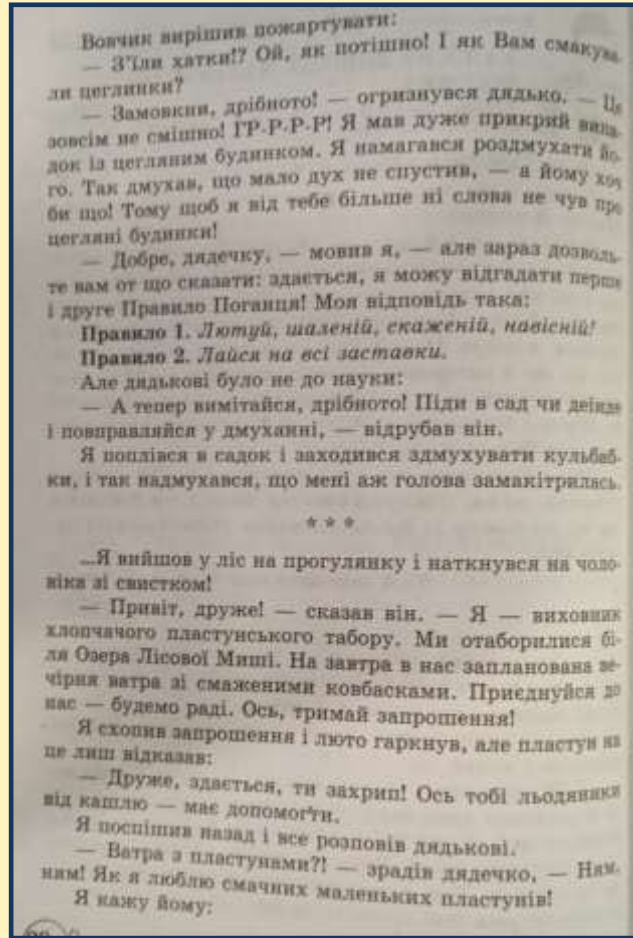 Вовчик вирішив пожартувати:
— З’їли хатки!? Ой, як потішно! І як Вам смакува-
ли цеглинки?
— Замовкни, дрібното! — огризнувся дядько. — Це
зовсім не смішно! ГР-Р-Р-Р! Я мав дуже прикрий випа-
док із цегляним будинком. Я намагався роздмухати йо-
го. Так дмухав, що мало дух не спустив, — а йому хоч
би що! Тому щоб я від тебе більше ні слова не чув про
цегляні будинки!
— Добре, дядечку, — мовив я, — але зараз дозволь-
те вам от що сказати: здається, я можу відгадати перше
і друге Правило Поганця! Моя відповідь така:
Правило 1. Лютуй, шаленій, скаженій, навісній!
Правило 2. Лайся на всі заставки.
Але дядькові було не до науки:
— А тепер вимітайся, дрібното! Піди в сад чи деінде
і повправляйся у дмуханні, — відрубав він.
Я поплівся в садок і заходився здмухувати кульбаб-
ки, і так надмухався, що мені аж голова замакітрилась.
* * *
...Я вийшов у ліс на прогулянку і наткнувся на чоло-
віка зі свистком!
— Привіт, друже! — сказав він. — Я — виховник
хлопчачого пластунського табору. Ми отаборилися бі-
ля Озера Лісової Миші. На завтра в нас запланована ве-
чірня ватра зі смаженими ковбасками. Приєднуйся до
нас — будемо раді. Ось, тримай запрошення!
Я схопив запрошення і люто гаркнув, але пластун на
це лиш відказав:
— Друже, здається, ти захрип! Ось тобі льодяники
від кашлю — має допомогти.
Я поспішив назад і все розповів дядькові.
— Ватра з пластунами?! — зрадів дядечко. — Ням-
ням! Як я люблю смачних маленьких пластунів!
Я кажу йому: